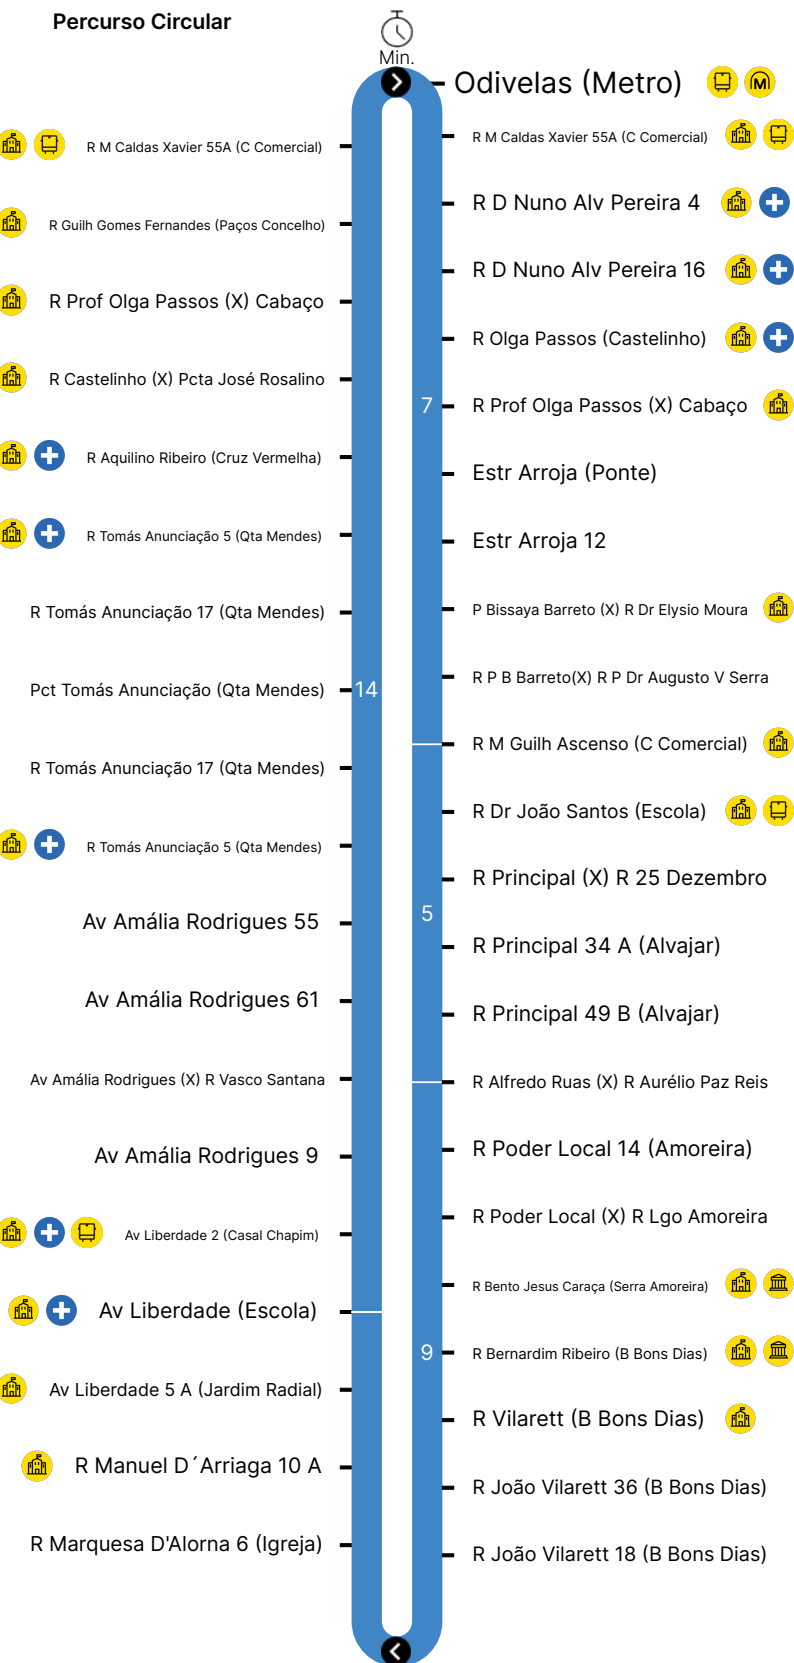 Percurso Circular
Min.
Odivelas (Metro)
R M Caldas Xavier 55A (C Comercial)
R D Nuno Alv Pereira 4
R D Nuno Alv Pereira 16
R Olga Passos (Castelinho)
7
R Prof Olga Passos (X) Cabaço
Estr Arroja (Ponte)
Estr Arroja 12
P Bissaya Barreto (X) R Dr Elysio Moura
R P B Barreto(X) R P Dr Augusto V Serra
R M Guilh Ascenso (C Comercial)
R Dr João Santos (Escola)
R Principal (X) R 25 Dezembro
5
R Principal 34 A (Alvajar)
R Principal 49 B (Alvajar)
R Alfredo Ruas (X) R Aurélio Paz Reis
R Poder Local 14 (Amoreira)
R Poder Local (X) R Lgo Amoreira
R Bento Jesus Caraça (Serra Amoreira)
9
R Bernardim Ribeiro (B Bons Dias)
R Vilarett (B Bons Dias)
R João Vilarett 36 (B Bons Dias)
R João Vilarett 18 (B Bons Dias)
R M Caldas Xavier 55A (C Comercial)
R Guilh Gomes Fernandes (Paços Concelho)
R Prof Olga Passos (X) Cabaço
R Castelinho (X) Pcta José Rosalino
R Aquilino Ribeiro (Cruz Vermelha)
R Tomás Anunciação 5 (Qta Mendes)
R Tomás Anunciação 17 (Qta Mendes)
Pct Tomás Anunciação (Qta Mendes)
14
R Tomás Anunciação 17 (Qta Mendes)
R Tomás Anunciação 5 (Qta Mendes)
Av Amália Rodrigues 55
Av Amália Rodrigues 61
Av Amália Rodrigues (X) R Vasco Santana
Av Amália Rodrigues 9
Av Liberdade 2 (Casal Chapim)
Av Liberdade (Escola)
Av Liberdade 5 A (Jardim Radial)
R Manuel D´Arriaga 10 A
R Marquesa D'Alorna 6 (Igreja)